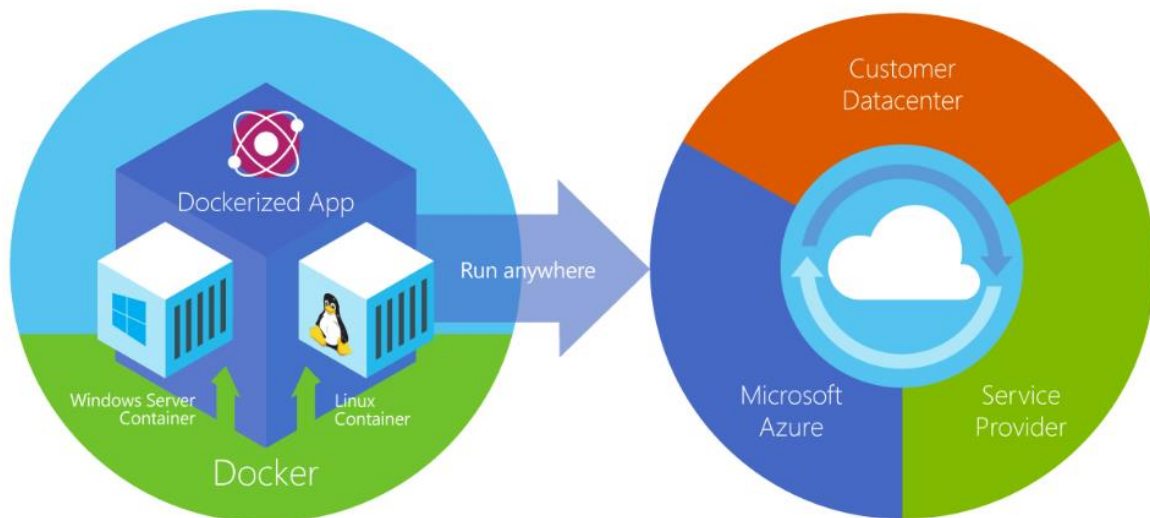 Dockerized App
Windows Server
Container
Linux
Container
Docker
Run anywhere
Customer
Datacenter
Microsoft
Azure
Service
Provider